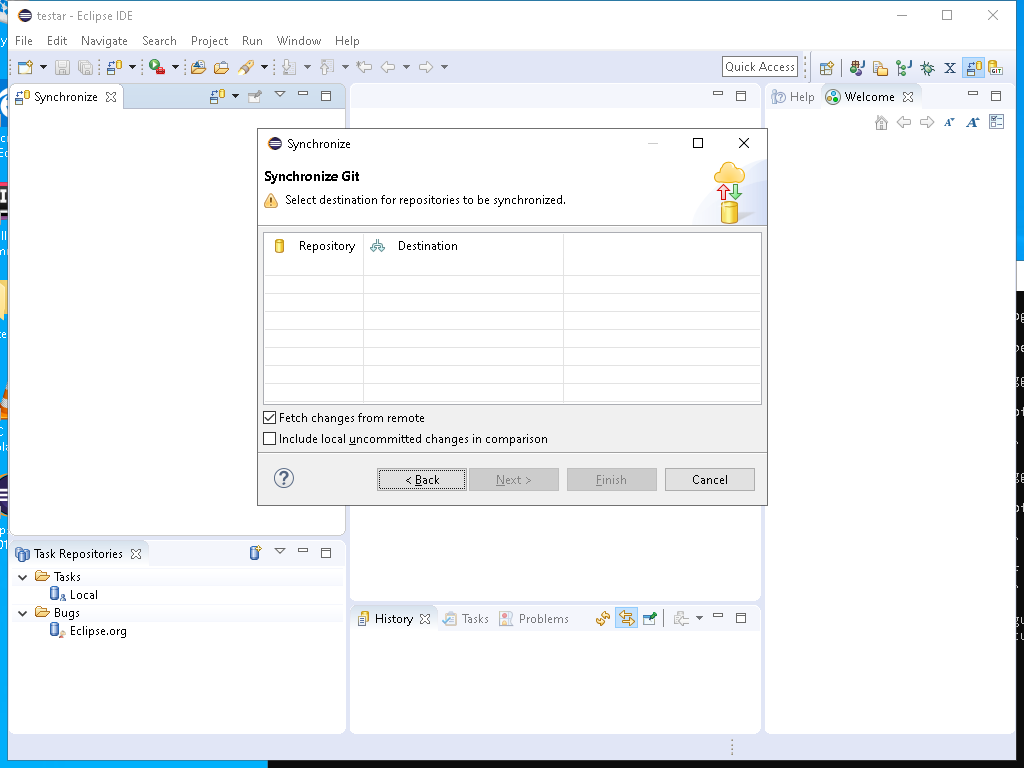 testar - Eclipse IDE
File Edit Navigate Search Project Run Window Help
Quick Access
Synchronize
Help Welcome
Synchronize
Synchronize Git
Select destination for repositories to be synchronized.
Repository Destination
Fetch changes from remote
Include local uncommitted changes in comparison
< Back Next > Finish Cancel
Task Repositories
Tasks
Local
Bugs
Eclipse.org
History Tasks Problems